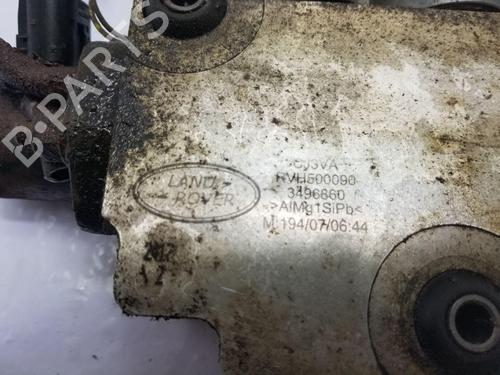 B-PARTS
RVH500090
LAND-
ROVER
3496860
->AlMg1SiPb<
M 194/07/06:44